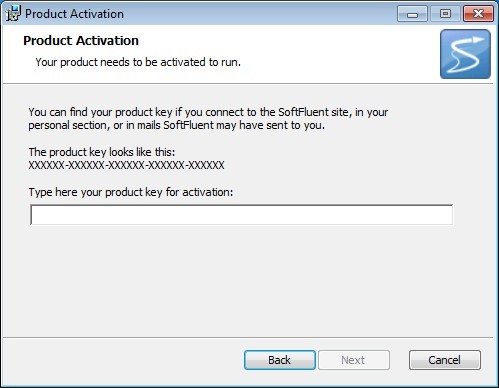 Product Activation
Product Activation
Your product needs to be activated to run.
You can find your product key if you connect to the SoftFluent site, in your
personal section, or in mails SoftFluent may have sent to you.
The product key looks like this:
XXXXXX-XXXXXX-XXXXXX-XXXXXX-XXXXXX
Type here your product key for activation:
Back Next Cancel